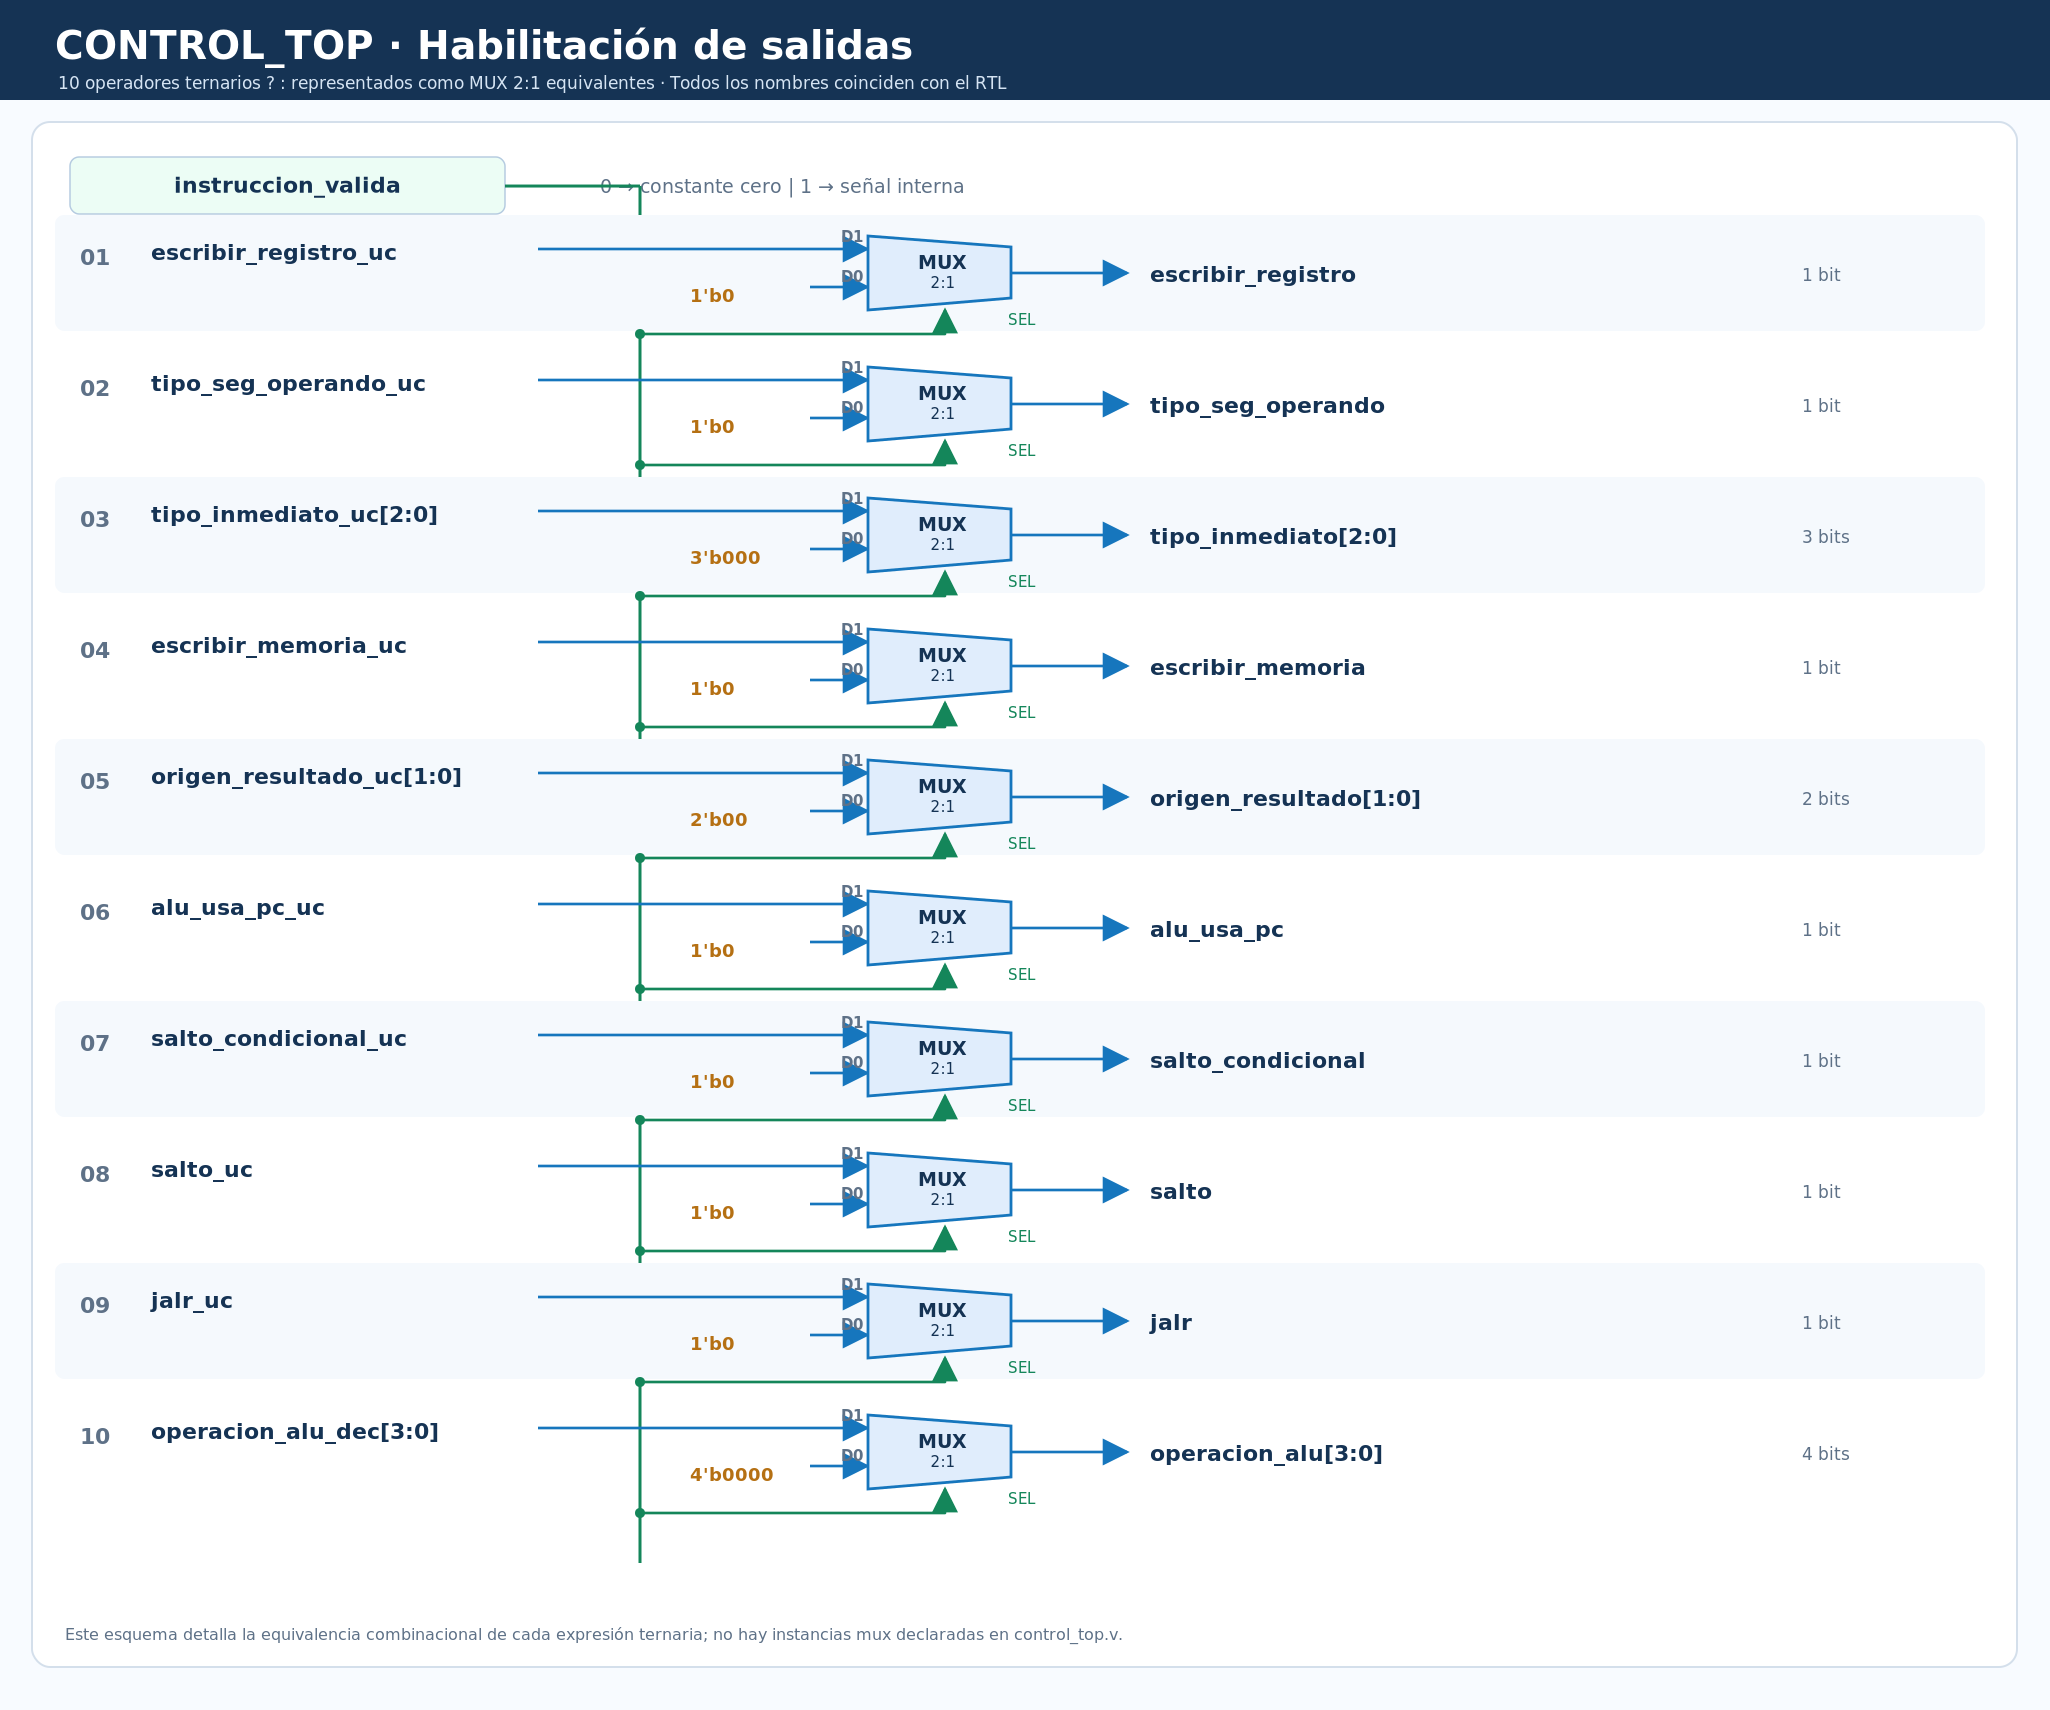 CONTROL_TOP · Habilitación de salidas
10 operadores ternarios ? : representados como MUX 2:1 equivalentes · Todos los nombres coinciden con el RTL
instruccion_valida
0 → constante cero | 1 → señal interna
01
escribir_registro_uc
1'b0
D1
D0
MUX
2:1
SEL
escribir_registro
1 bit
02
tipo_seg_operando_uc
1'b0
D1
D0
MUX
2:1
SEL
tipo_seg_operando
1 bit
03
tipo_inmediato_uc[2:0]
3'b000
D1
D0
MUX
2:1
SEL
tipo_inmediato[2:0]
3 bits
04
escribir_memoria_uc
1'b0
D1
D0
MUX
2:1
SEL
escribir_memoria
1 bit
05
origen_resultado_uc[1:0]
2'b00
D1
D0
MUX
2:1
SEL
origen_resultado[1:0]
2 bits
06
alu_usa_pc_uc
1'b0
D1
D0
MUX
2:1
SEL
alu_usa_pc
1 bit
07
salto_condicional_uc
1'b0
D1
D0
MUX
2:1
SEL
salto_condicional
1 bit
08
salto_uc
1'b0
D1
D0
MUX
2:1
SEL
salto
1 bit
09
jalr_uc
1'b0
D1
D0
MUX
2:1
SEL
jalr
1 bit
10
operacion_alu_dec[3:0]
4'b0000
D1
D0
MUX
2:1
SEL
operacion_alu[3:0]
4 bits
Este esquema detalla la equivalencia combinacional de cada expresión ternaria; no hay instancias mux declaradas en control_top.v.